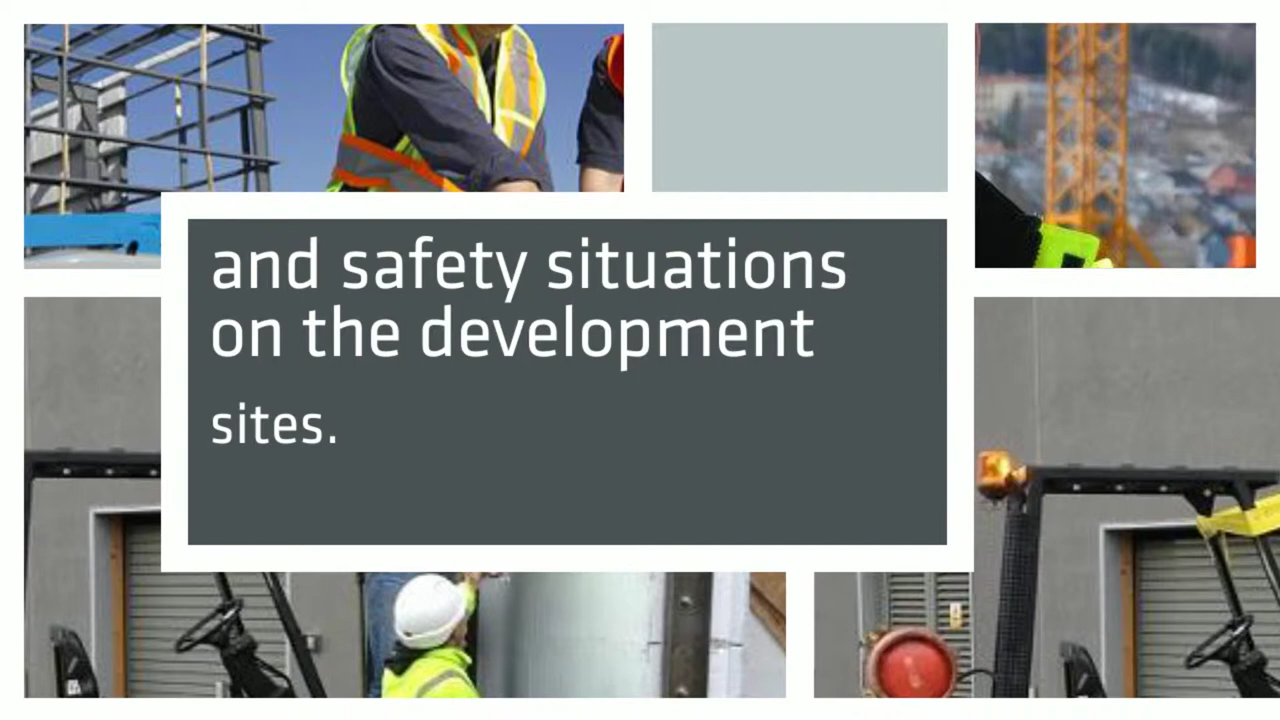 and safety situations
on the development
sites.